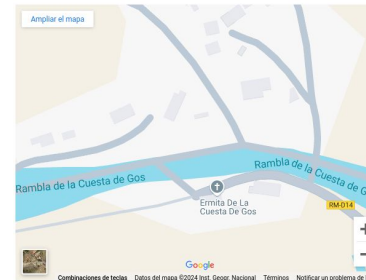 Ampliar el mapa
Rambla de la Cuesta de G
Rambla de la Cuesta de Gos
Ermita De La
Cuesta De Gos
RM-D14
Google
Combinaciones de teclas Datos del mapa ©2024 Inst. Geogr. Nacional Términos Notificar un problema de